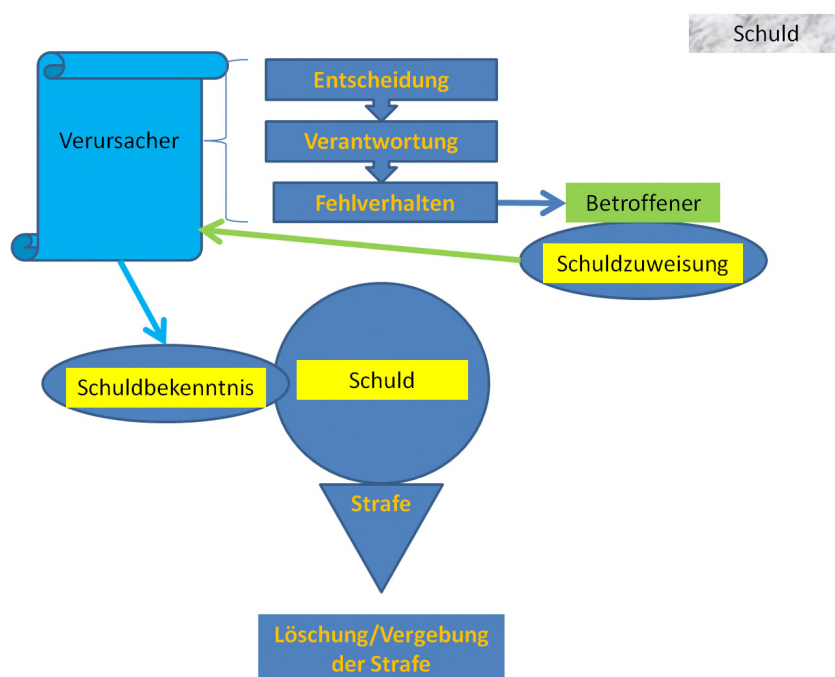 Schuld
Entscheidung
Verursacher
Verantwortung
Fehlverhalten
Betroffener
Schuldzuweisung
Schuldbekenntnis
Schuld
Strafe
Löschung/Vergebung
der Strafe